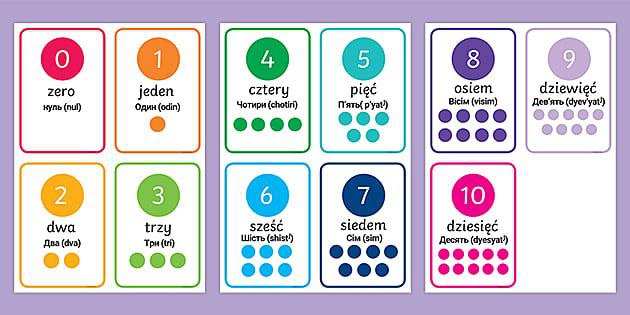 0
zero
нуль (nul)
1
jeden
Один (odin)
2
dwa
Два (dva)
3
trzy
Три (tri)
4
cztery
Чотири (chotiri)
5
pięć
П'ять( p'yat')
6
sześć
Шість (shist')
7
siedem
Сім (sim)
8
osiem
Вісім (visim)
9
dziewięć
Дев'ять (dyev'yat')
10
dziesięć
Десять (dyesyat')